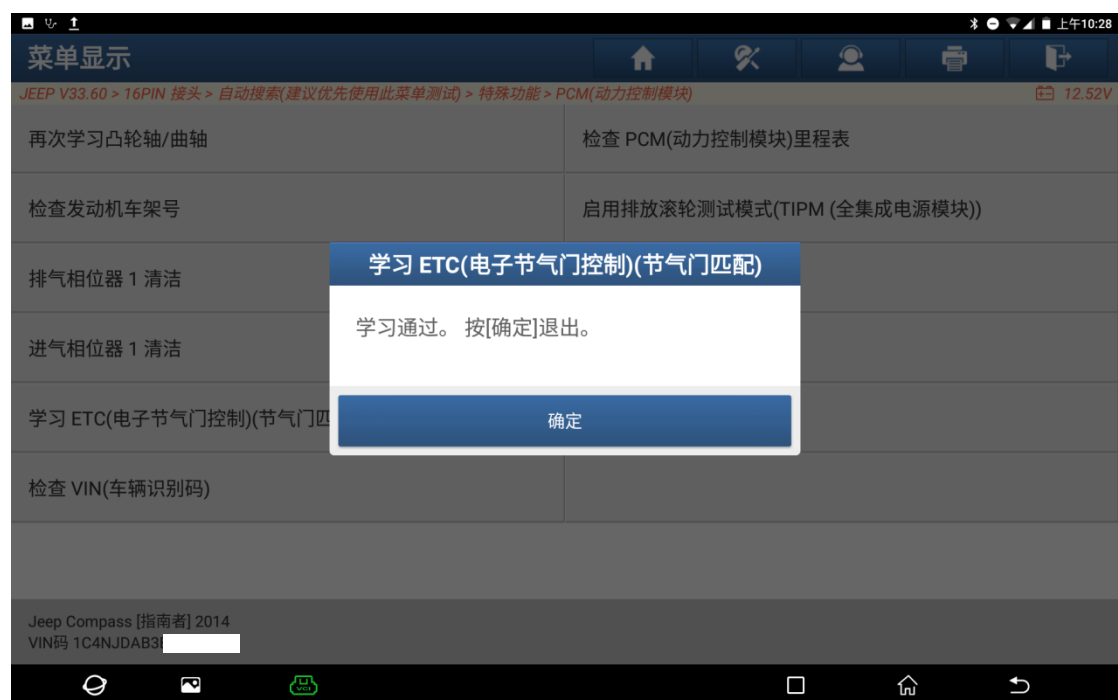 上午10:28
菜单显示
JEEP V33.60 > 16PIN 接头 > 自动搜索(建议优先使用此菜单测试) > 特殊功能 > PCM(动力控制模块)
12.52V
再次学习凸轮轴/曲轴
检查 PCM(动力控制模块)里程表
检查发动机车架号
启用排放滚轮测试模式(TIPM (全集成电源模块))
排气相位器 1 清洁
进气相位器 1 清洁
学习 ETC(电子节气门控制)(节气门匹
检查 VIN(车辆识别码)
学习 ETC(电子节气门控制)(节气门匹配)
学习通过。 按[确定]退出。
确定
Jeep Compass [指南者] 2014
VIN码 1C4NJDAB3
VCI